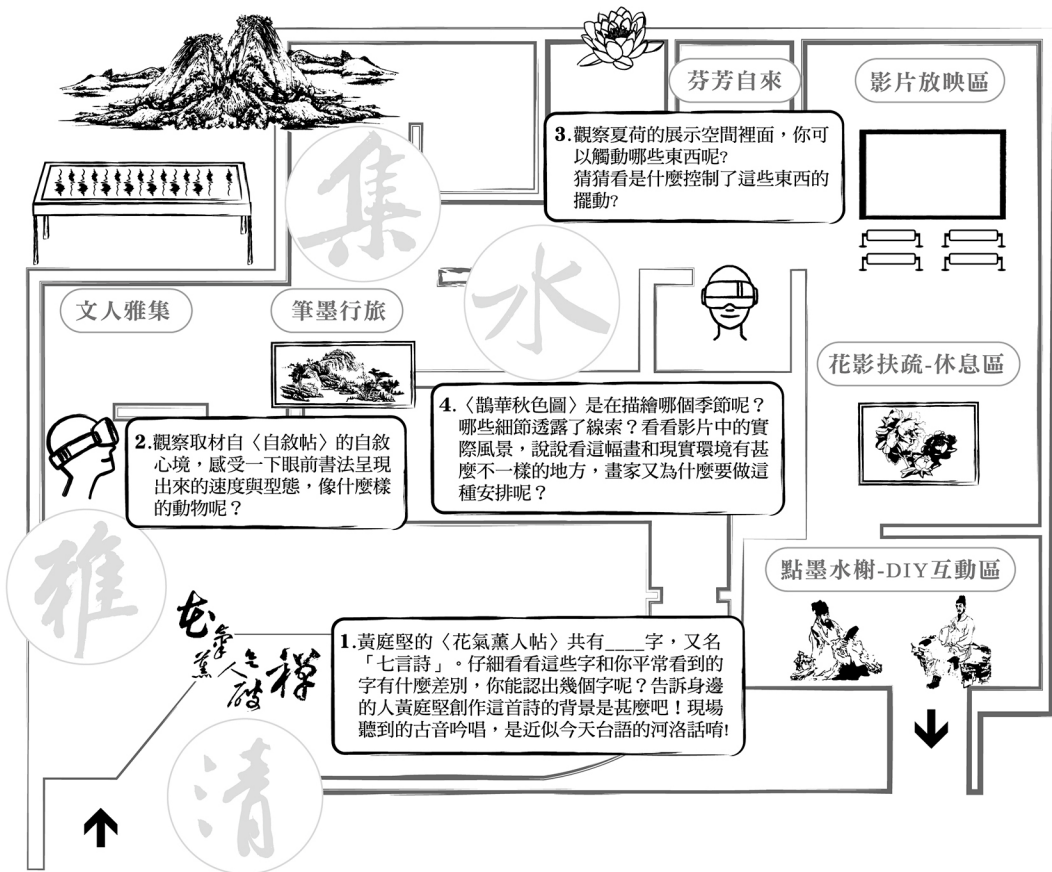 芬芳自來
影片放映區
3.觀察夏荷的展示空間裡面，你可
以觸動哪些東西呢?
猜猜看是什麼控制了這些東西的
擺動?
集
水
文人雅集
筆墨行旅
花影扶疏-休息區
2.觀察取材自〈自敘帖〉的自敘
心境，感受一下眼前書法呈現
出來的速度與型態，像什麼樣
的動物呢？
4.〈鵲華秋色圖〉是在描繪哪個季節呢？
哪些細節透露了線索？看看影片中的實
際風景，說說看這幅畫和現實環境有甚
麼不一樣的地方，畫家又為什麼要做這
種安排呢？
雅
點墨水榭-DIY互動區
花氣薰人欲破禪
1.黃庭堅的〈花氣薰人帖〉共有____字，又名
「七言詩」。仔細看看這些字和你平常看到的
字有什麼差別，你能認出幾個字呢？告訴身邊
的人黃庭堅創作這首詩的背景是甚麼吧！現場
聽到的古音吟唱，是近似今天台語的河洛話唷!
清